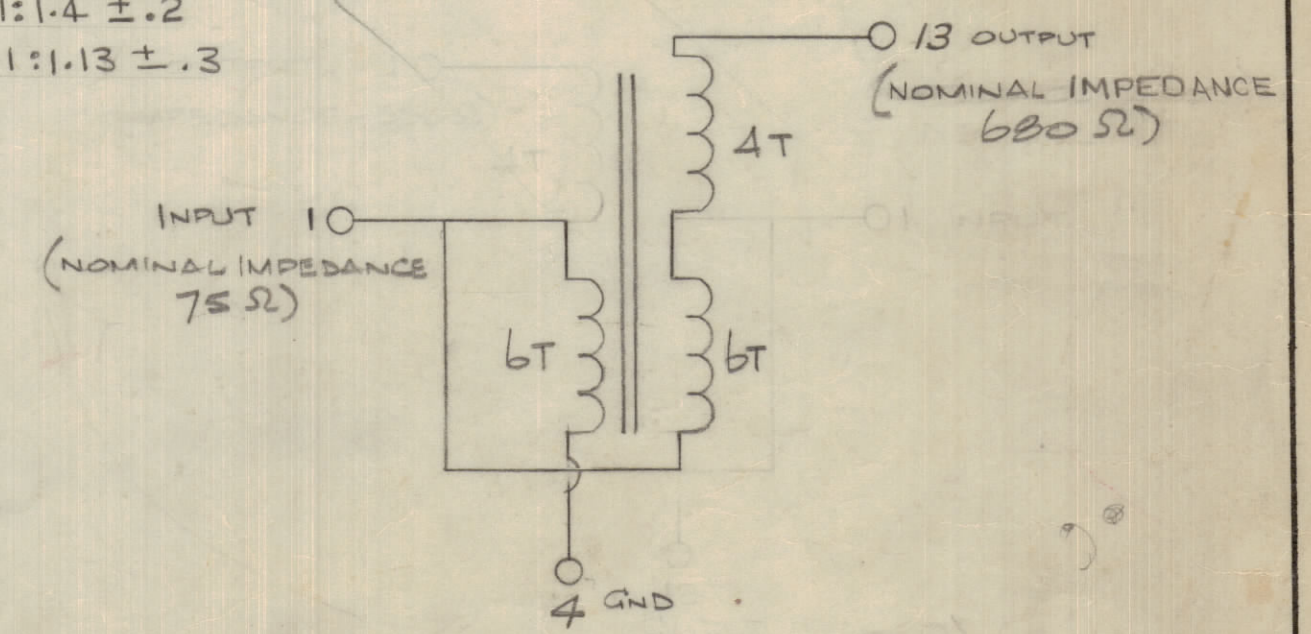 1:1.4 ± .2
1:1.13 ± .3
13 OUTPUT
(NOMINAL IMPEDANCE
680 Ω)
4T
INPUT 1
(NOMINAL IMPEDANCE
75 Ω)
6T
6T
4 GND